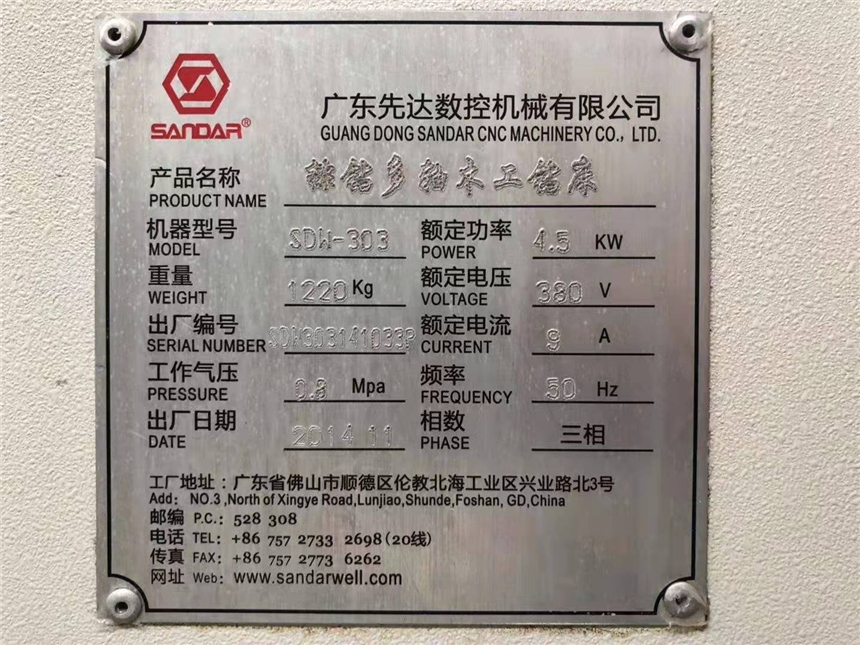 SANDAR®
广东先达数控机械有限公司
GUANG DONG SANDAR CNC MACHINERY CO., LTD.
产品名称 多轴木工钻床
PRODUCT NAME
机器型号 SDW-303 额定功率 4.5 KW
MODEL POWER
重量 1220 Kg 额定电压 380 V
WEIGHT VOLTAGE
出厂编号 SDW303141033P 额定电流 9 A
SERIAL NUMBER CURRENT
工作气压 0.8 Mpa 频率 50 Hz
PRESSURE FREQUENCY
出厂日期 2014.11 相数 三相
DATE PHASE
工厂地址：广东省佛山市顺德区伦教北海工业区兴业路北3号
Add: NO.3 ,North of Xingye Road,Lunjiao,Shunde,Foshan, GD,China
邮编 P.C.: 528 308
电话 TEL: +86 757 2733 2698(20线)
传真 FAX: +86 757 2773 6262
网址 Web: www.sandarwell.com